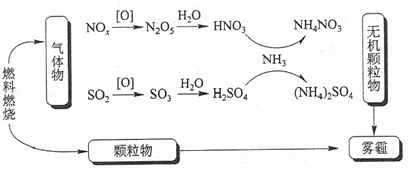 燃料燃烧
气体物
NOₓ [O] N₂O₅ H₂O HNO₃ NH₄NO₃
NH₃
SO₂ [O] SO₃ H₂O H₂SO₄ (NH₄)₂SO₄
无机颗粒物
颗粒物
雾霾